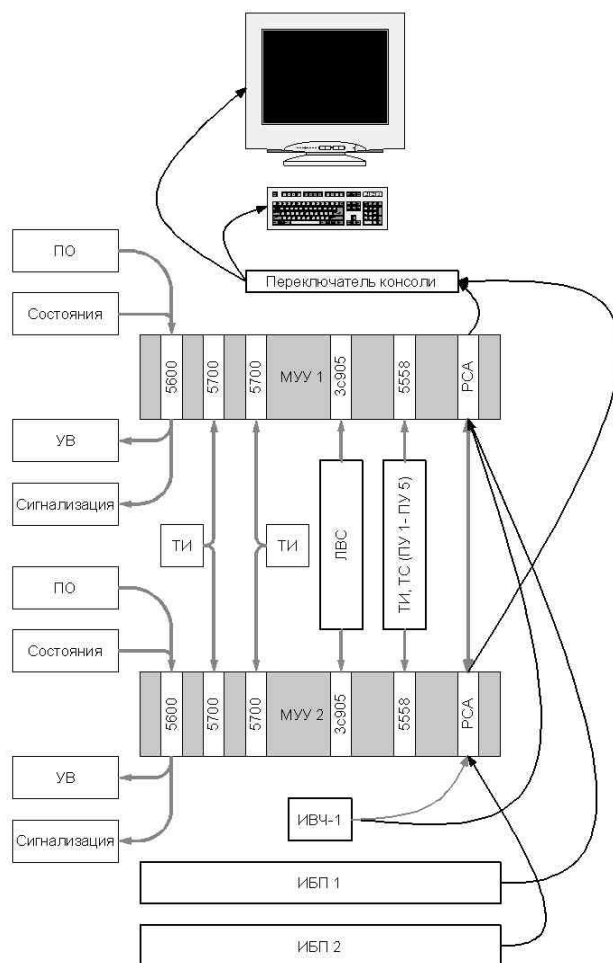 Переключатель консоли
ПО
Состояния
5600
5700
5700
МУУ 1
3с905
5558
РСА
УВ
Сигнализация
ТИ
ТИ
ЛВС
ТИ, ТС (ПУ 1- ПУ 5)
ПО
Состояния
5600
5700
5700
МУУ 2
3с905
5558
РСА
УВ
Сигнализация
ИВЧ-1
ИБП 1
ИБП 2